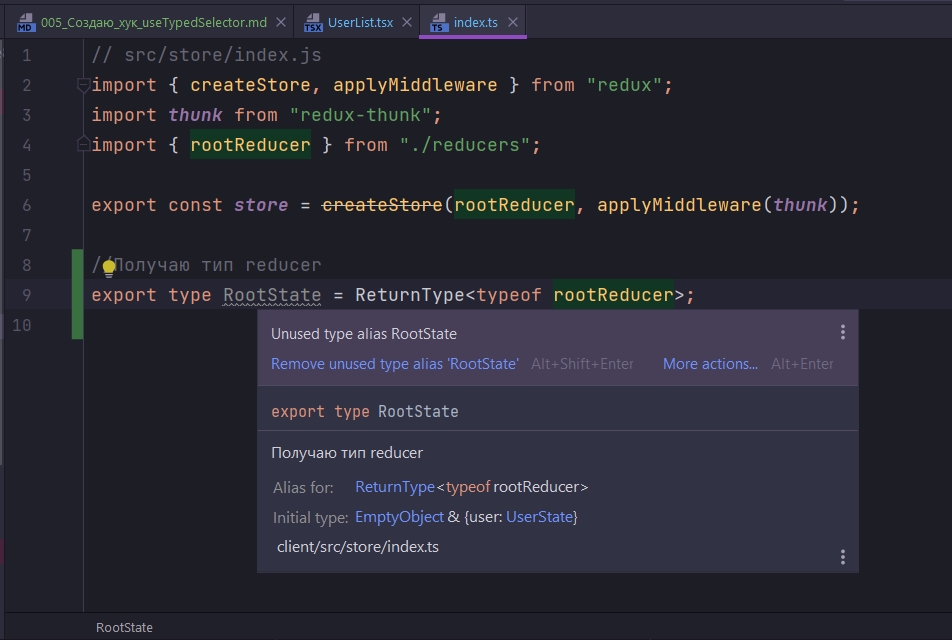 MD 005_Создаю_хук_useTypedSelector.md TSX UserList.tsx TS index.ts
1 // src/store/index.js
2 import { createStore, applyMiddleware } from "redux";
3 import thunk from "redux-thunk";
4 import { rootReducer } from "./reducers";
5
6 export const store = createStore(rootReducer, applyMiddleware(thunk));
7
8 //Получаю тип reducer
9 export type RootState = ReturnType<typeof rootReducer>;
10
Unused type alias RootState
Remove unused type alias 'RootState' Alt+Shift+Enter More actions... Alt+Enter
export type RootState
Получаю тип reducer
Alias for: ReturnType<typeof rootReducer>
Initial type: EmptyObject & {user: UserState}
client/src/store/index.ts
RootState